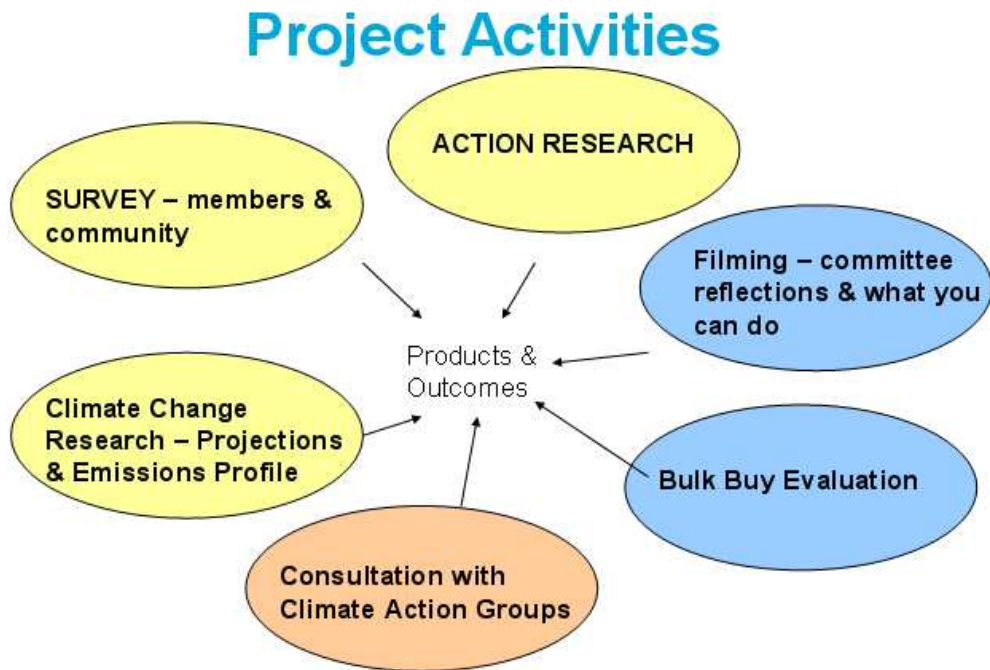 Project Activities
ACTION RESEARCH
SURVEY – members &
community
Filming – committee
reflections & what you
can do
Products &
Outcomes
Climate Change
Research – Projections
& Emissions Profile
Bulk Buy Evaluation
Consultation with
Climate Action Groups